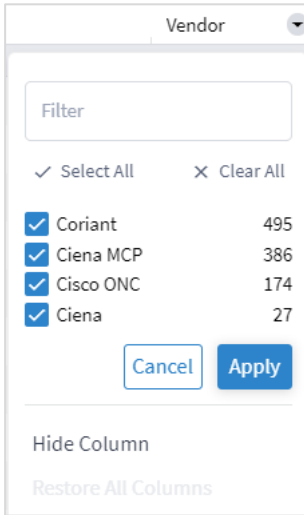 Vendor
Filter
Select All Clear All
Coriant 495
Ciena MCP 386
Cisco ONC 174
Ciena 27
Cancel Apply
Hide Column
Restore All Columns